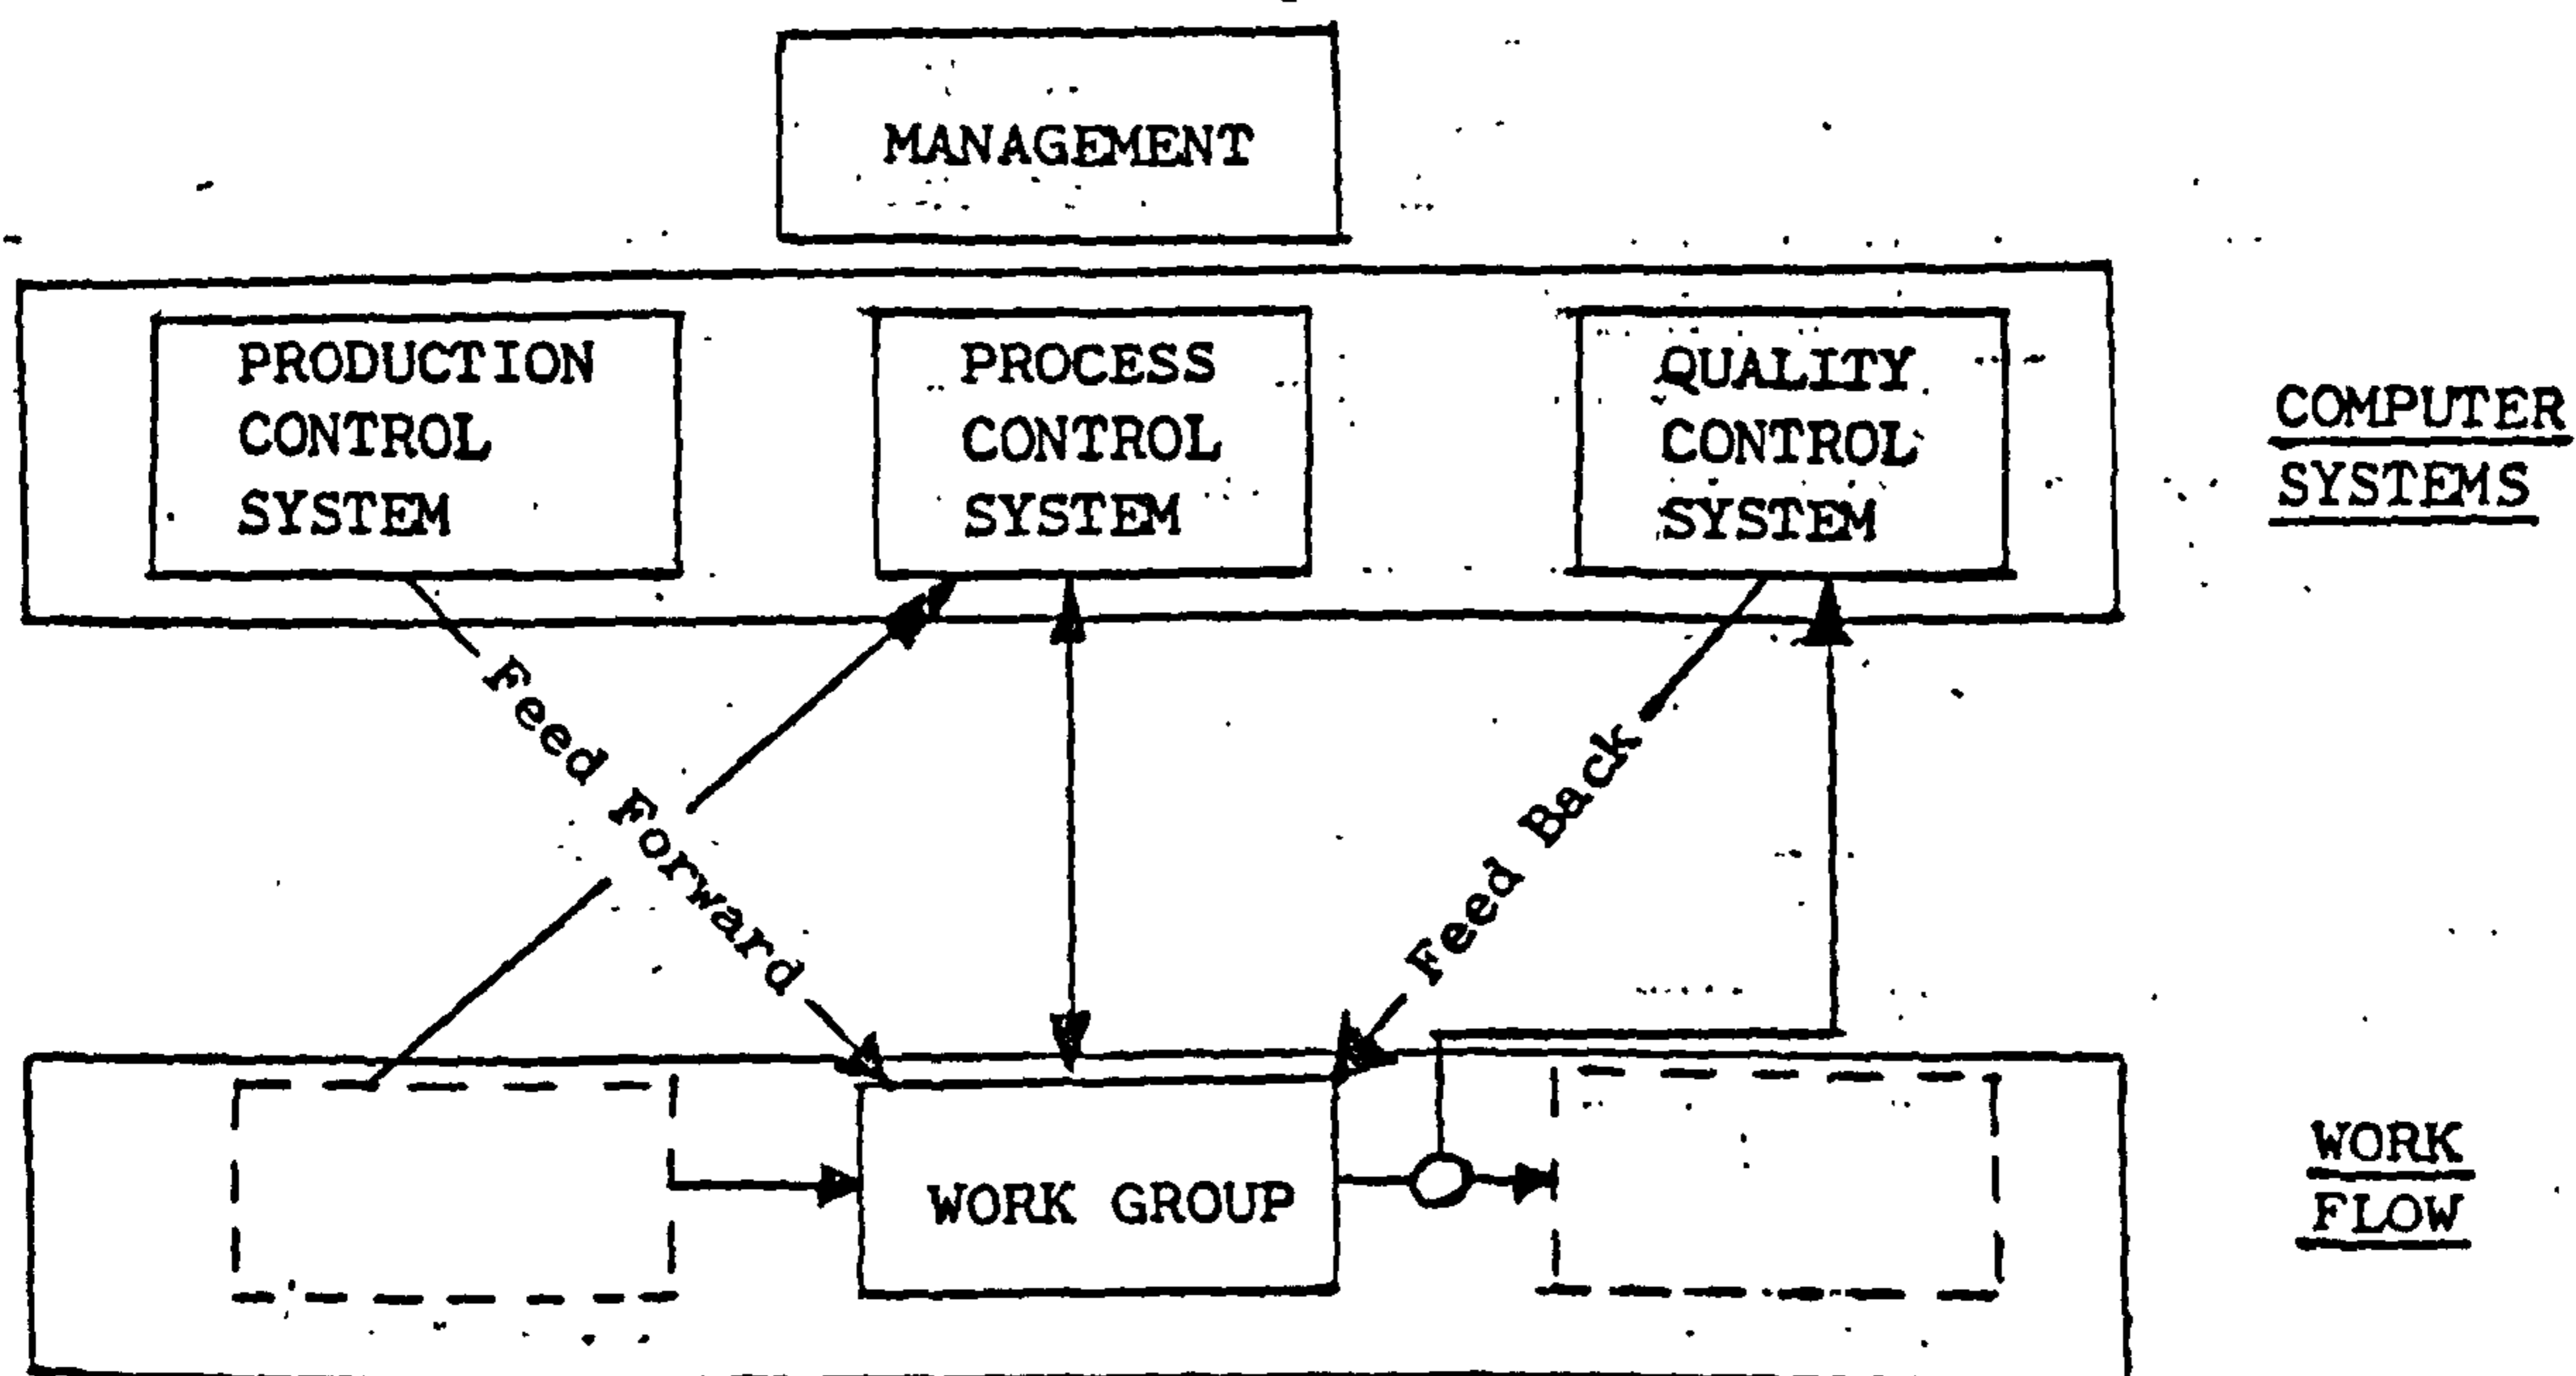 MANAGEMENT
PRODUCTION
CONTROL
SYSTEM
PROCESS
CONTROL
SYSTEM
QUALITY
CONTROL
SYSTEM
COMPUTER
SYSTEMS
Feed Forward
Feed Back
WORK GROUP
WORK
FLOW